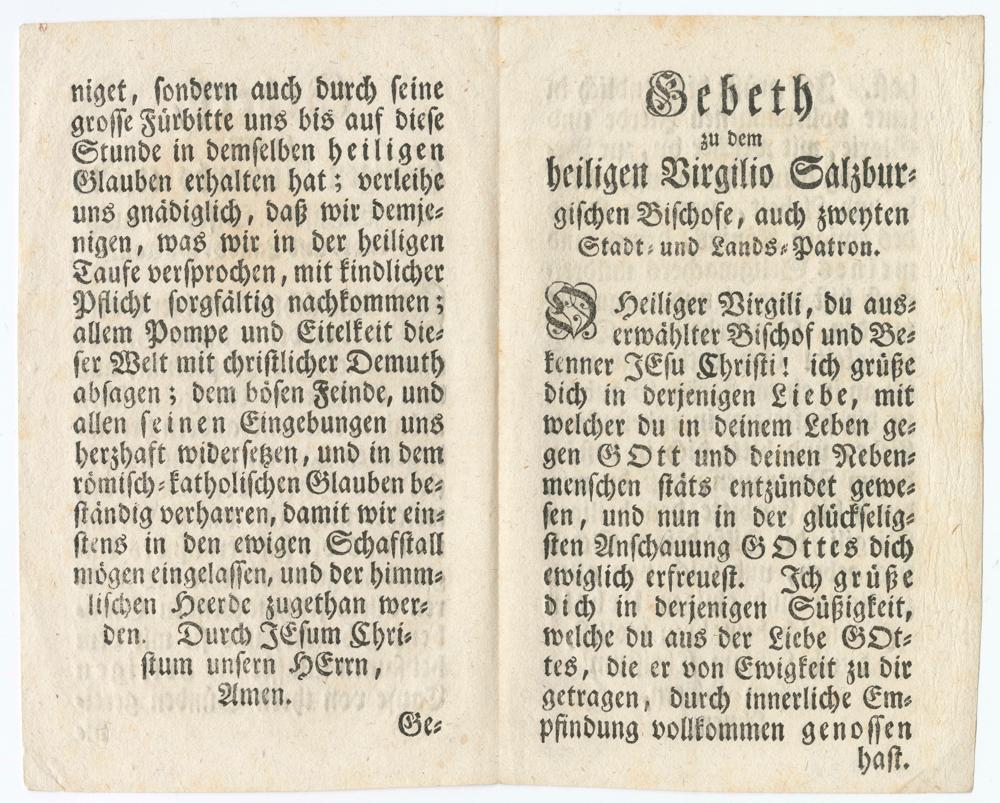 niget, sondern auch durch seine
grosse Fürbitte uns bis auf diese
Stunde in demselben heiligen
Glauben erhalten hat; verleihe
uns gnädiglich, daß wir demje-
nigen, was wir in der heiligen
Taufe versprochen, mit kindlicher
Pflicht sorgfältig nachkommen;
allem Pompe und Eitelkeit die-
ser Welt mit christlicher Demuth
absagen; dem bösen Feinde, und
allen seinen Eingebungen uns
herzhaft widersetzen, und in dem
römisch-katholischen Glauben be-
ständig verharren, damit wir ein-
stens in den ewigen Schafstall
mögen eingelassen, und der himm-
lischen Heerde zugethan wer-
den. Durch JEsum Chri-
stum unsern HErrn,
Amen.
Ge-
Gebeth
zu dem
heiligen Virgilio Salzbur-
gischen Bischofe, auch zweyten
Stadt- und Lands-Patron.
O Heiliger Virgili, du aus-
erwählter Bischof und Be-
kenner JEsu Christi! ich grüße
dich in derjenigen Liebe, mit
welcher du in deinem Leben ge-
gen GOtt und deinen Neben-
menschen stäts entzündet gewe-
sen, und nun in der glückselig-
sten Anschauung GOttes dich
ewiglich erfreuest. Ich grüße
dich in derjenigen Süßigkeit,
welche du aus der Liebe GOt-
tes, die er von Ewigkeit zu dir
getragen, durch innerliche Em-
pfindung vollkommen genossen
hast.